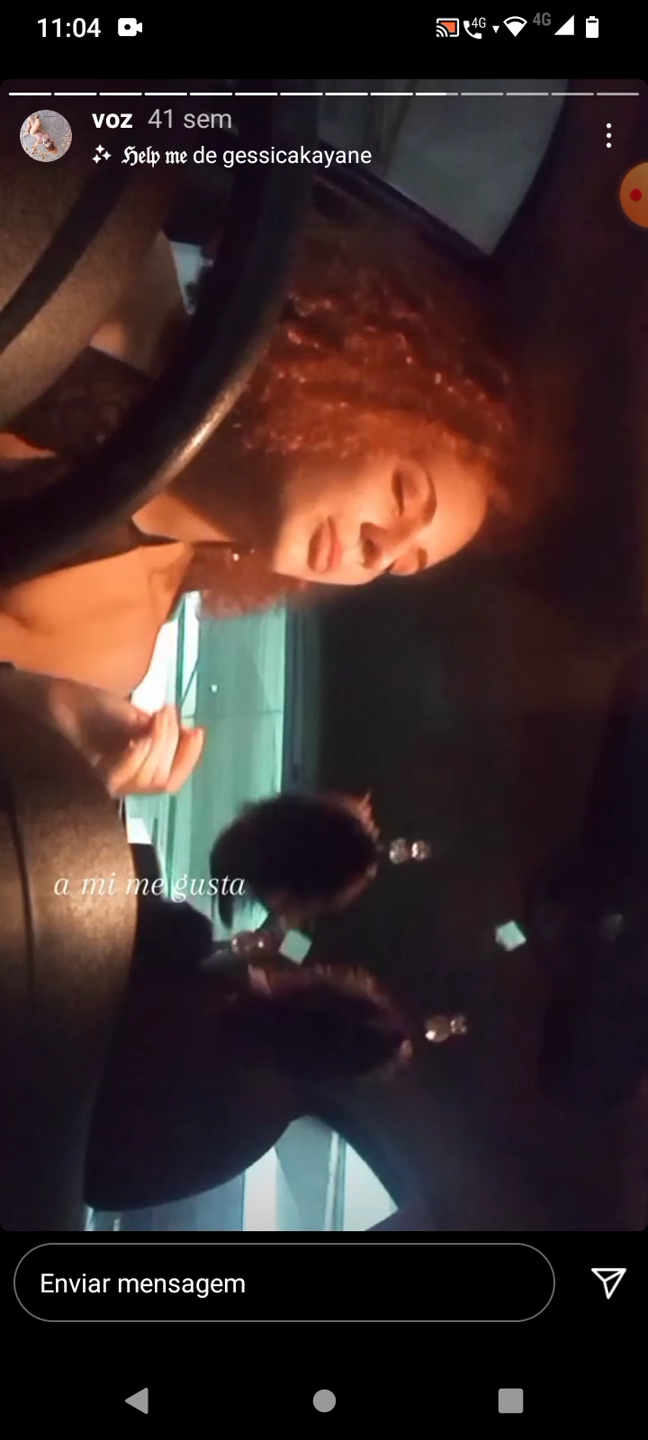 11:04
4G
4G
voz 41 sem
Help me de gessicakayane
a mi me gusta
Enviar mensagem